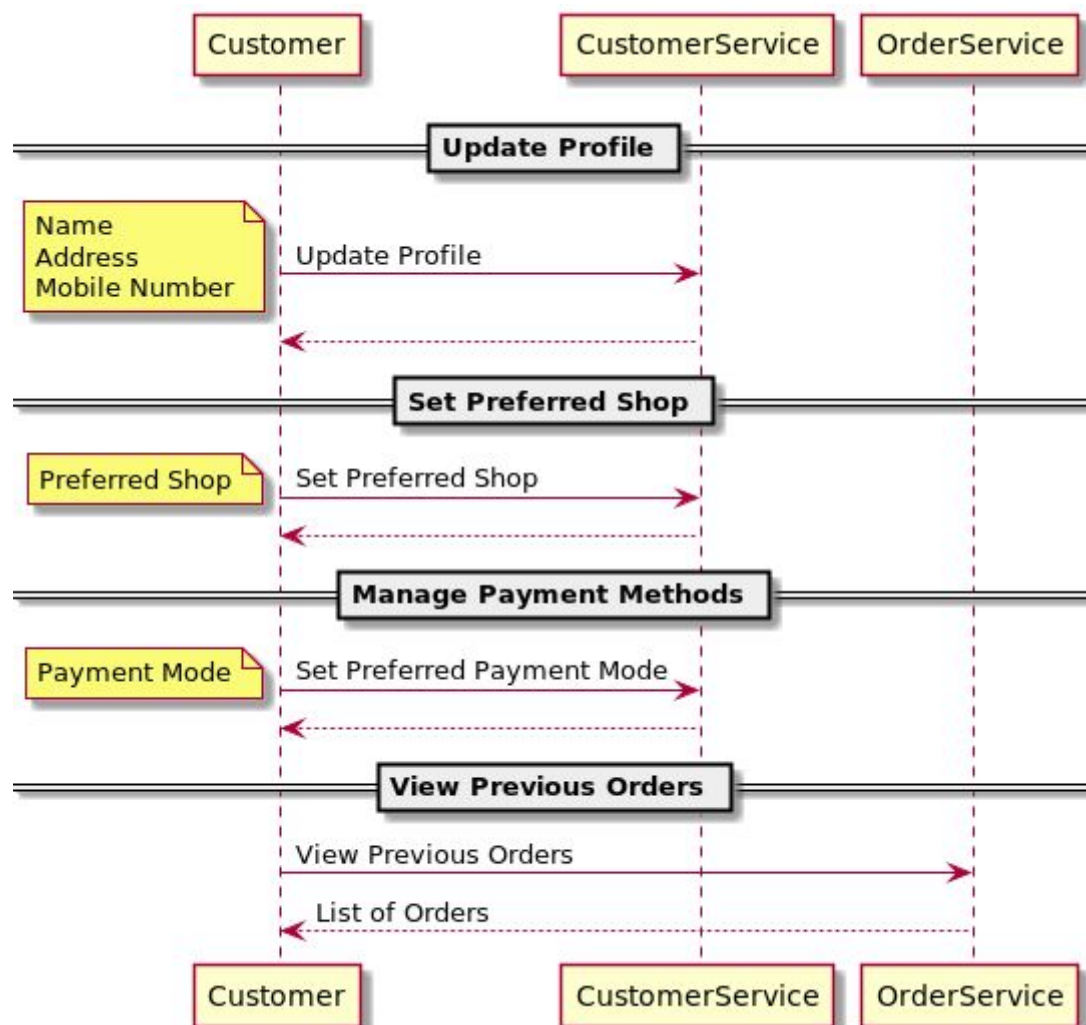 Customer
CustomerService
OrderService
Update Profile
Name
Address
Mobile Number
Update Profile
Set Preferred Shop
Preferred Shop
Set Preferred Shop
Manage Payment Methods
Payment Mode
Set Preferred Payment Mode
View Previous Orders
View Previous Orders
List of Orders
Customer
CustomerService
OrderService